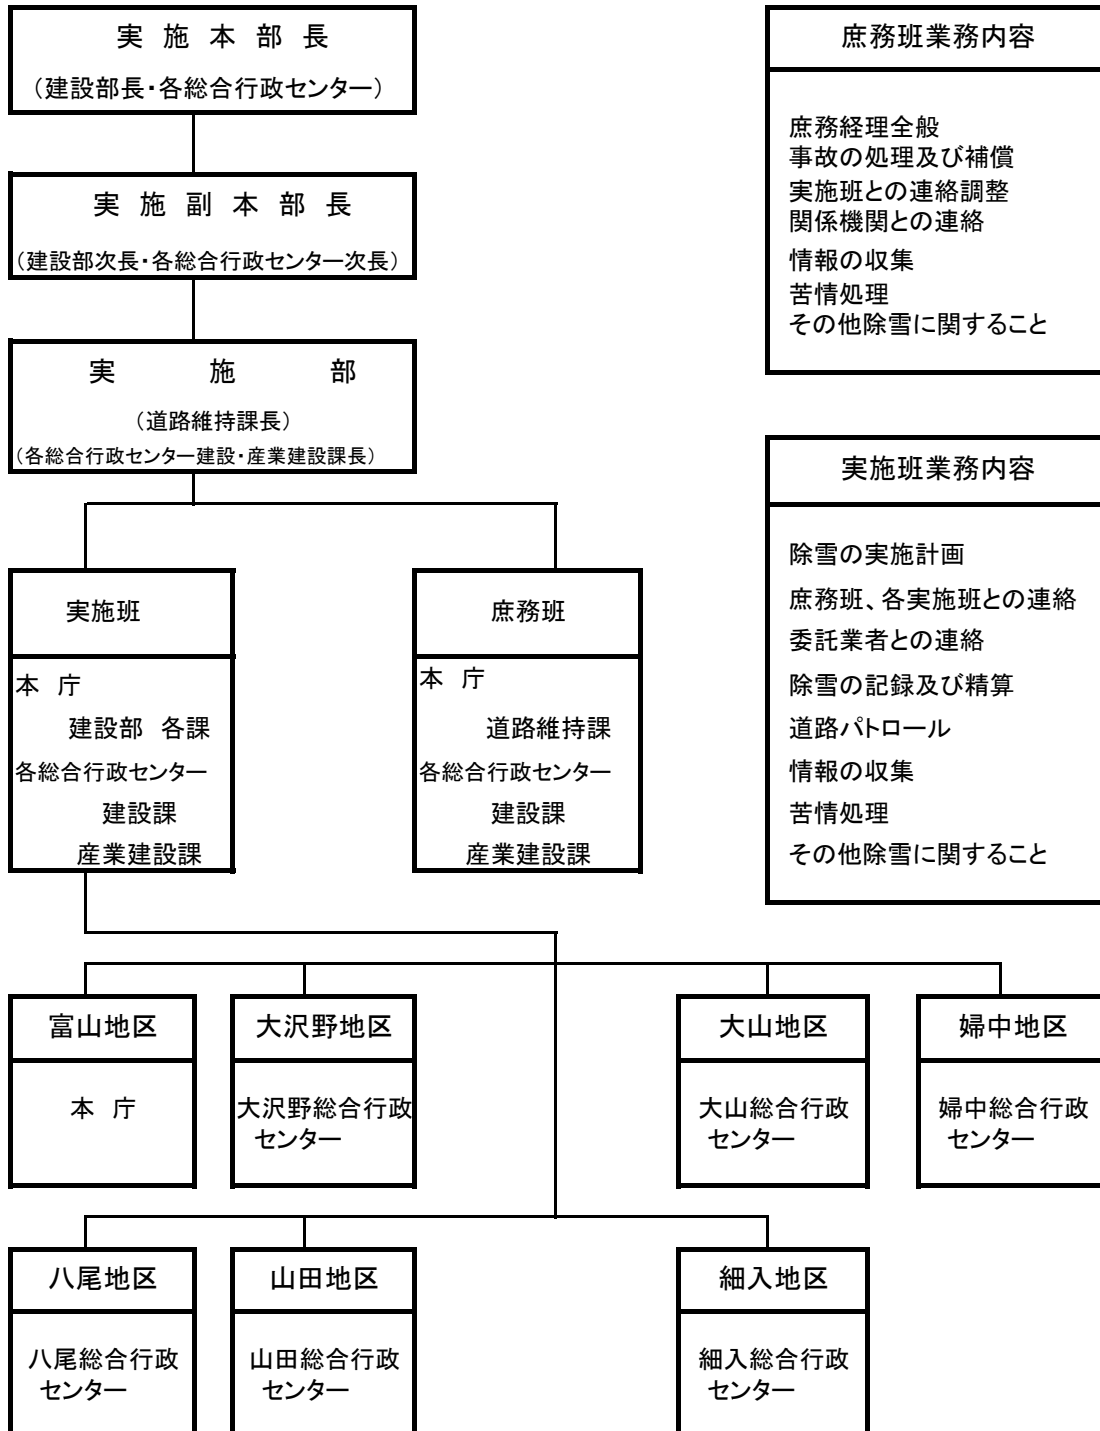 実施本部長
（建設部長・各総合行政センター）
実施副本部長
（建設部次長・各総合行政センター次長）
実施部
（道路維持課長）
（各総合行政センター建設・産業建設課長）
実施班
本庁
建設部 各課
各総合行政センター
建設課
産業建設課
庶務班
本庁
道路維持課
各総合行政センター
建設課
産業建設課
庶務班業務内容
庶務経理全般
事故の処理及び補償
実施班との連絡調整
関係機関との連絡
情報の収集
苦情処理
その他除雪に関すること
実施班業務内容
除雪の実施計画
庶務班、各実施班との連絡
委託業者との連絡
除雪の記録及び精算
道路パトロール
情報の収集
苦情処理
その他除雪に関すること
富山地区
本庁
大沢野地区
大沢野総合行政
センター
大山地区
大山総合行政
センター
婦中地区
婦中総合行政
センター
八尾地区
八尾総合行政
センター
山田地区
山田総合行政
センター
細入地区
細入総合行政
センター